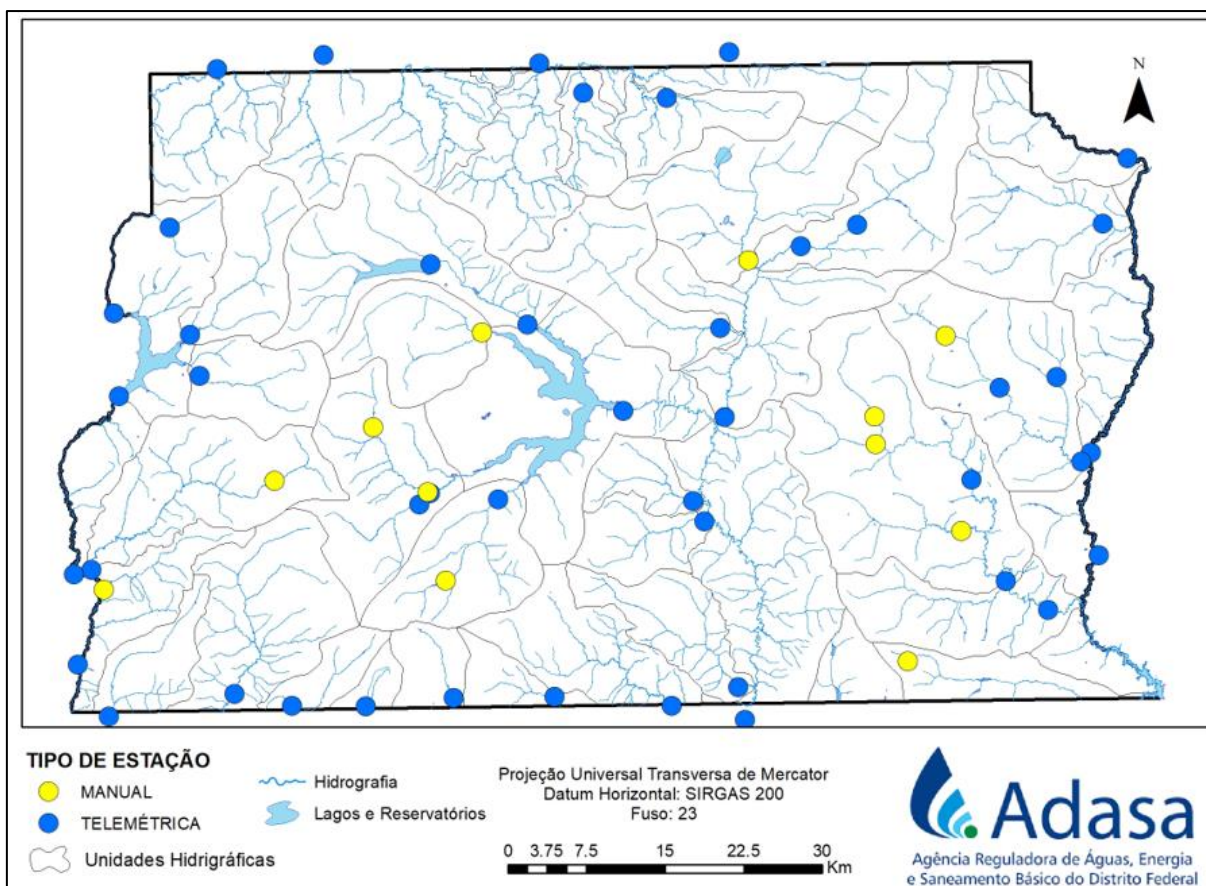 N
TIPO DE ESTAÇÃO
MANUAL
TELEMÉTRICA
Unidades Hidrigráficas
Hidrografia
Lagos e Reservatórios
Projeção Universal Transversa de Mercator
Datum Horizontal: SIRGAS 200
Fuso: 23
0 3.75 7.5 15 22.5 30
Km
Adasa
Agência Reguladora de Águas, Energia
e Saneamento Básico do Distrito Federal